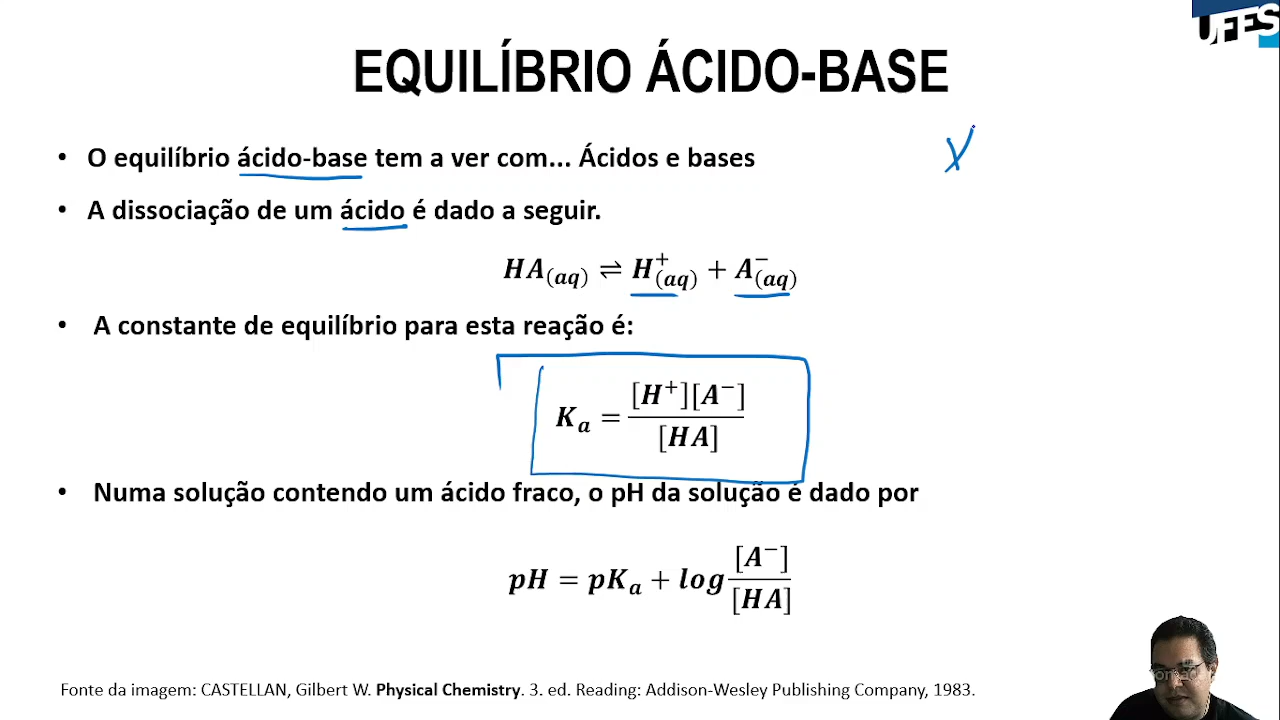 UFES
EQUILÍBRIO ÁCIDO-BASE
• O equilíbrio ácido-base tem a ver com... Ácidos e bases
• A dissociação de um ácido é dado a seguir.
HA(aq) ⇌ H⁺(aq) + A⁻(aq)
• A constante de equilíbrio para esta reação é:
Kₐ = [H⁺][A⁻] / [HA]
• Numa solução contendo um ácido fraco, o pH da solução é dado por
pH = pKₐ + log [A⁻] / [HA]
Fonte da imagem: CASTELLAN, Gilbert W. Physical Chemistry. 3. ed. Reading: Addison-Wesley Publishing Company, 1983.